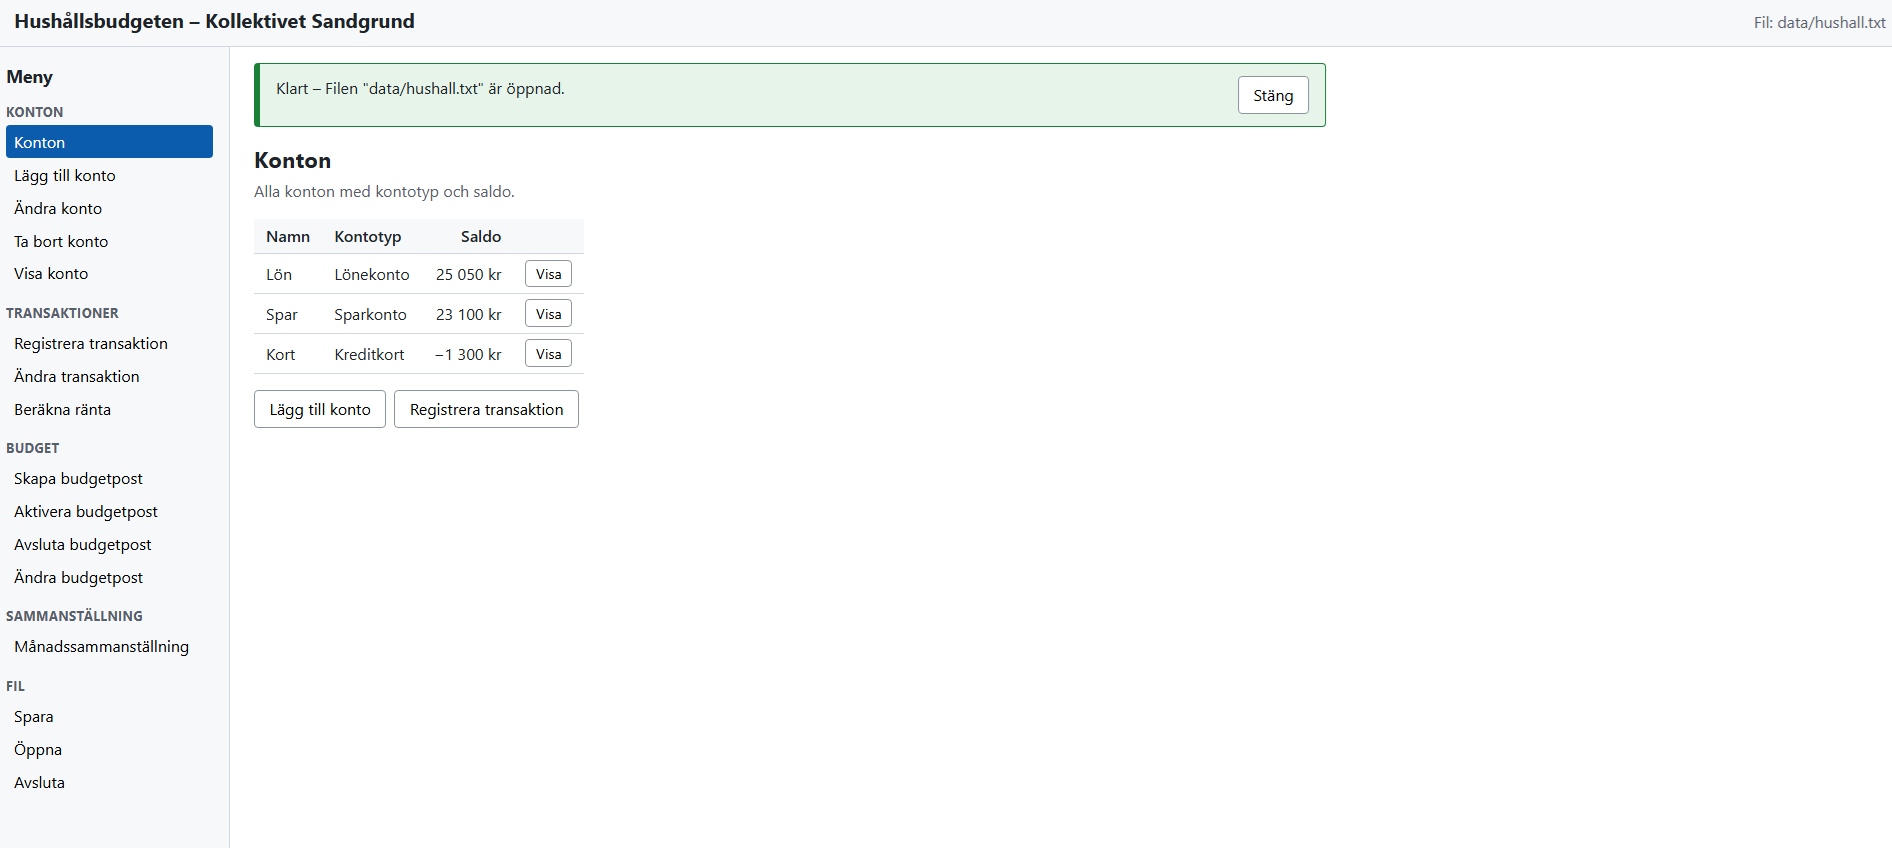 Hushållsbudgeten – Kollektivet Sandgrund
Fil: data/hushall.txt
Meny
KONTON
Konton
Lägg till konto
Ändra konto
Ta bort konto
Visa konto
TRANSAKTIONER
Registrera transaktion
Ändra transaktion
Beräkna ränta
BUDGET
Skapa budgetpost
Aktivera budgetpost
Avsluta budgetpost
Ändra budgetpost
SAMMANSTÄLLNING
Månadssammanställning
FIL
Spara
Öppna
Avsluta
Klart – Filen "data/hushall.txt" är öppnad.
Stäng
Konton
Alla konton med kontotyp och saldo.
Namn Kontotyp Saldo
Lön Lönekonto 25 050 kr Visa
Spar Sparkonto 23 100 kr Visa
Kort Kreditkort −1 300 kr Visa
Lägg till konto Registrera transaktion